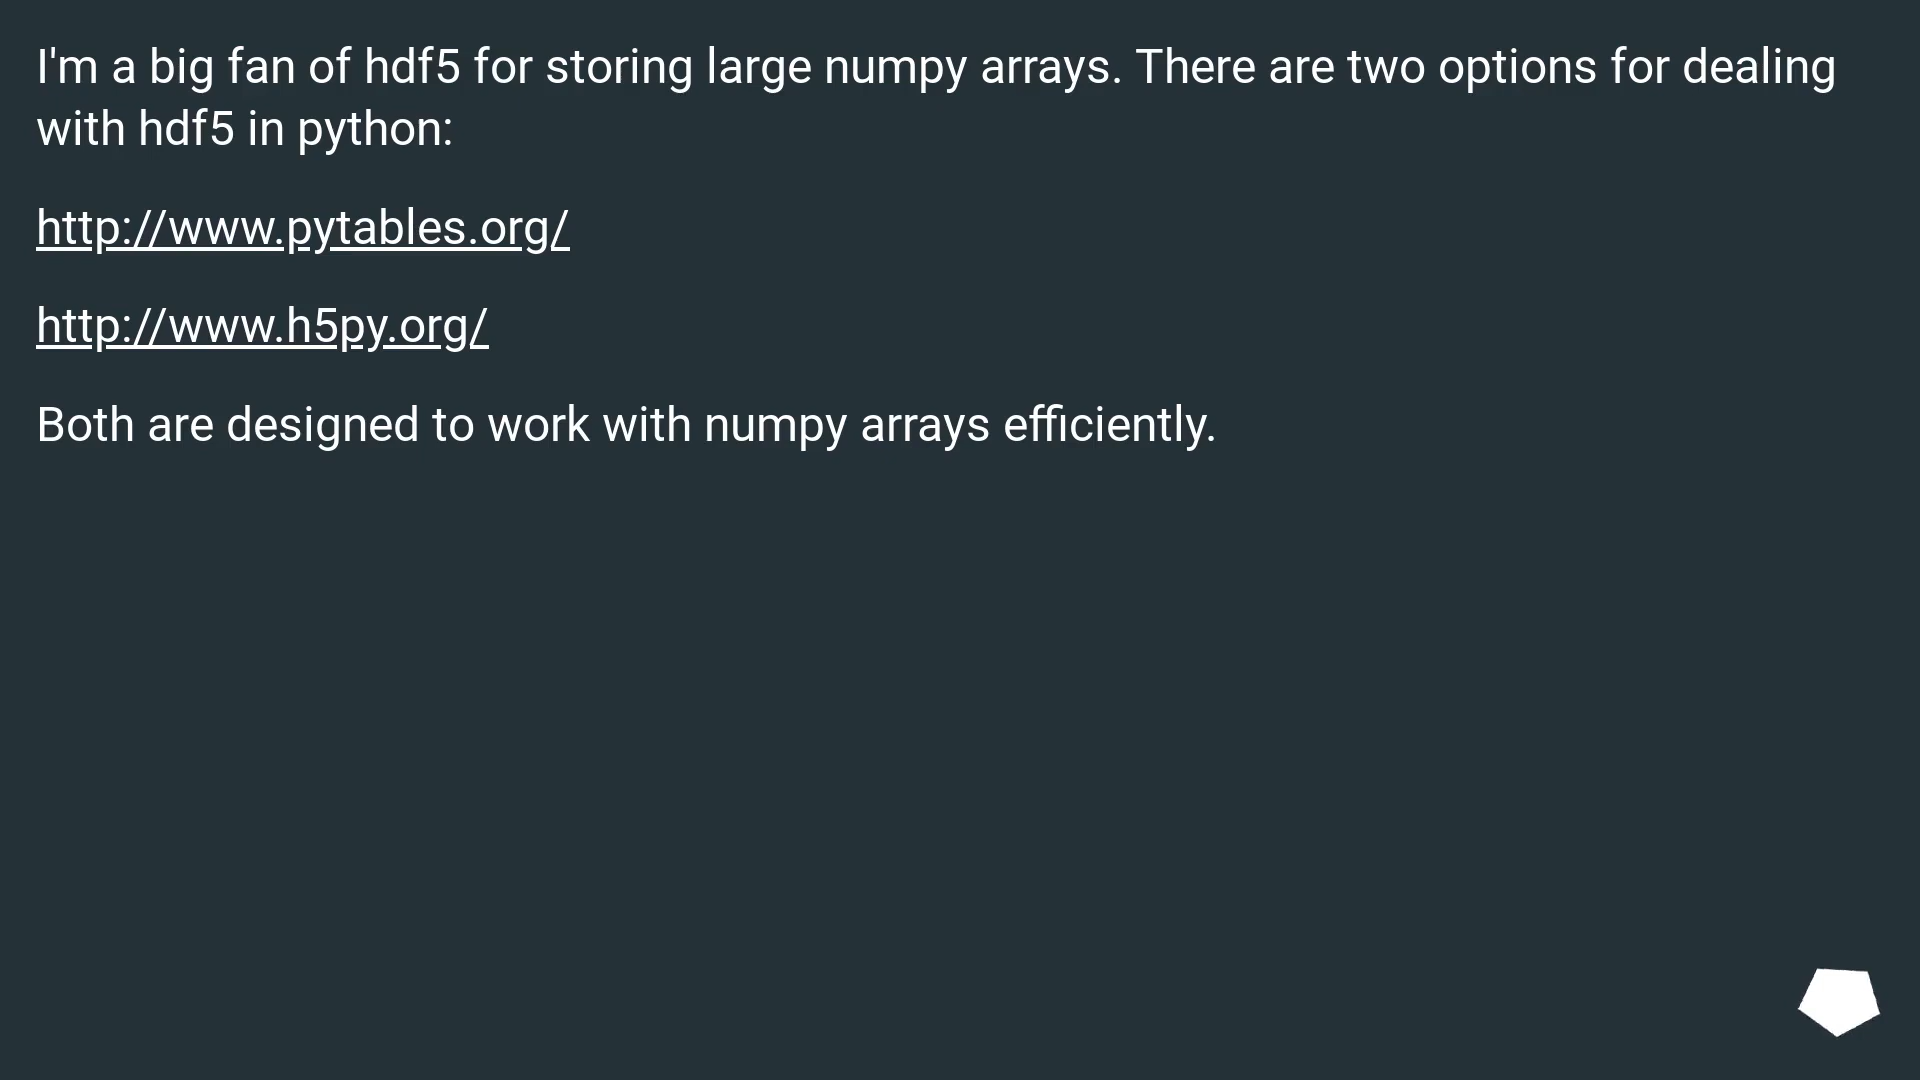 I'm a big fan of hdf5 for storing large numpy arrays. There are two options for dealing
with hdf5 in python:
http://www.pytables.org/
http://www.h5py.org/
Both are designed to work with numpy arrays efficiently.